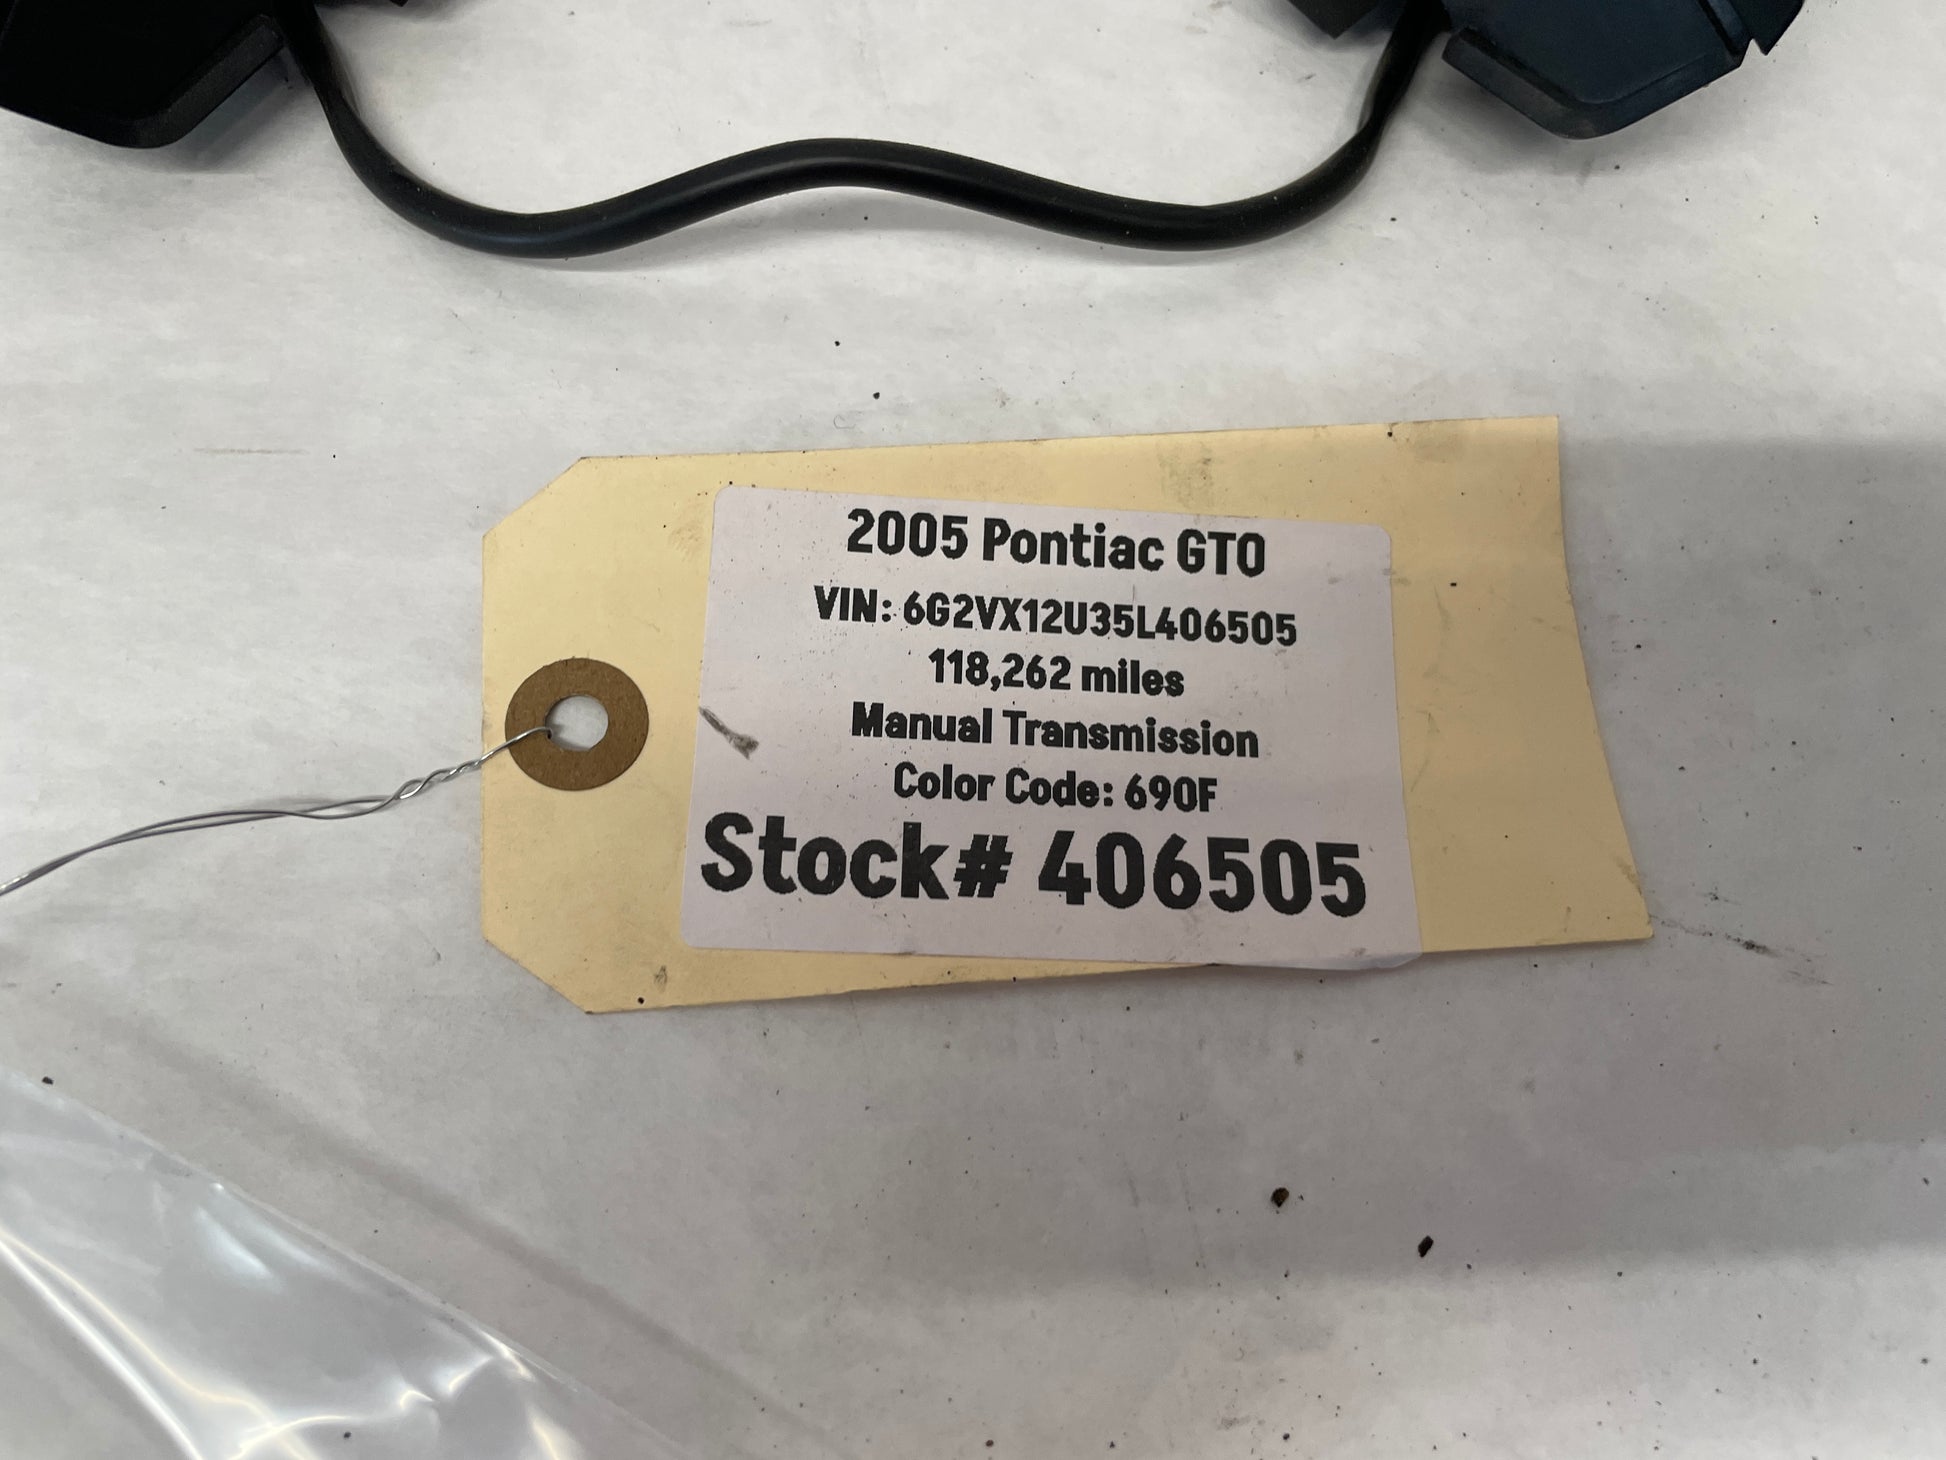 2005 Pontiac GTO
VIN: 6G2VX12U35L406505
118,262 miles
Manual Transmission
Color Code: 690F
Stock# 406505